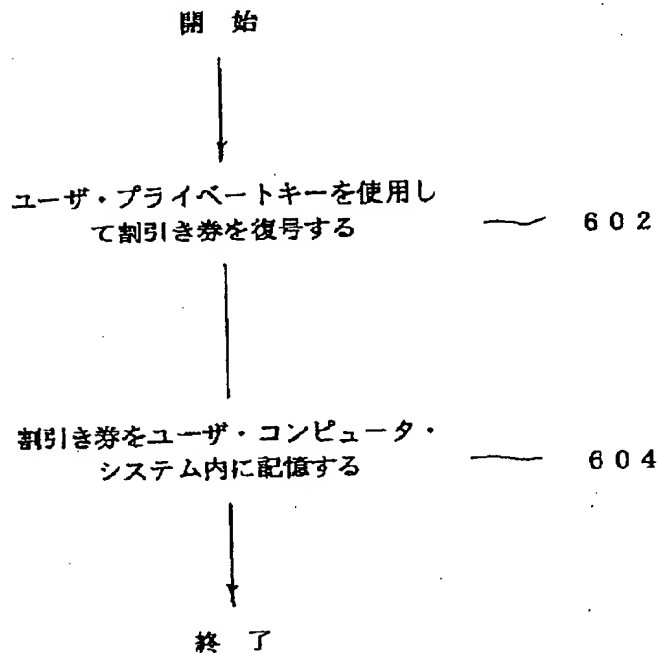 開 始
ユーザ・プライベートキーを使用し
て割引き券を復号する
602
割引き券をユーザ・コンピュータ・
システム内に記憶する
604
終 了